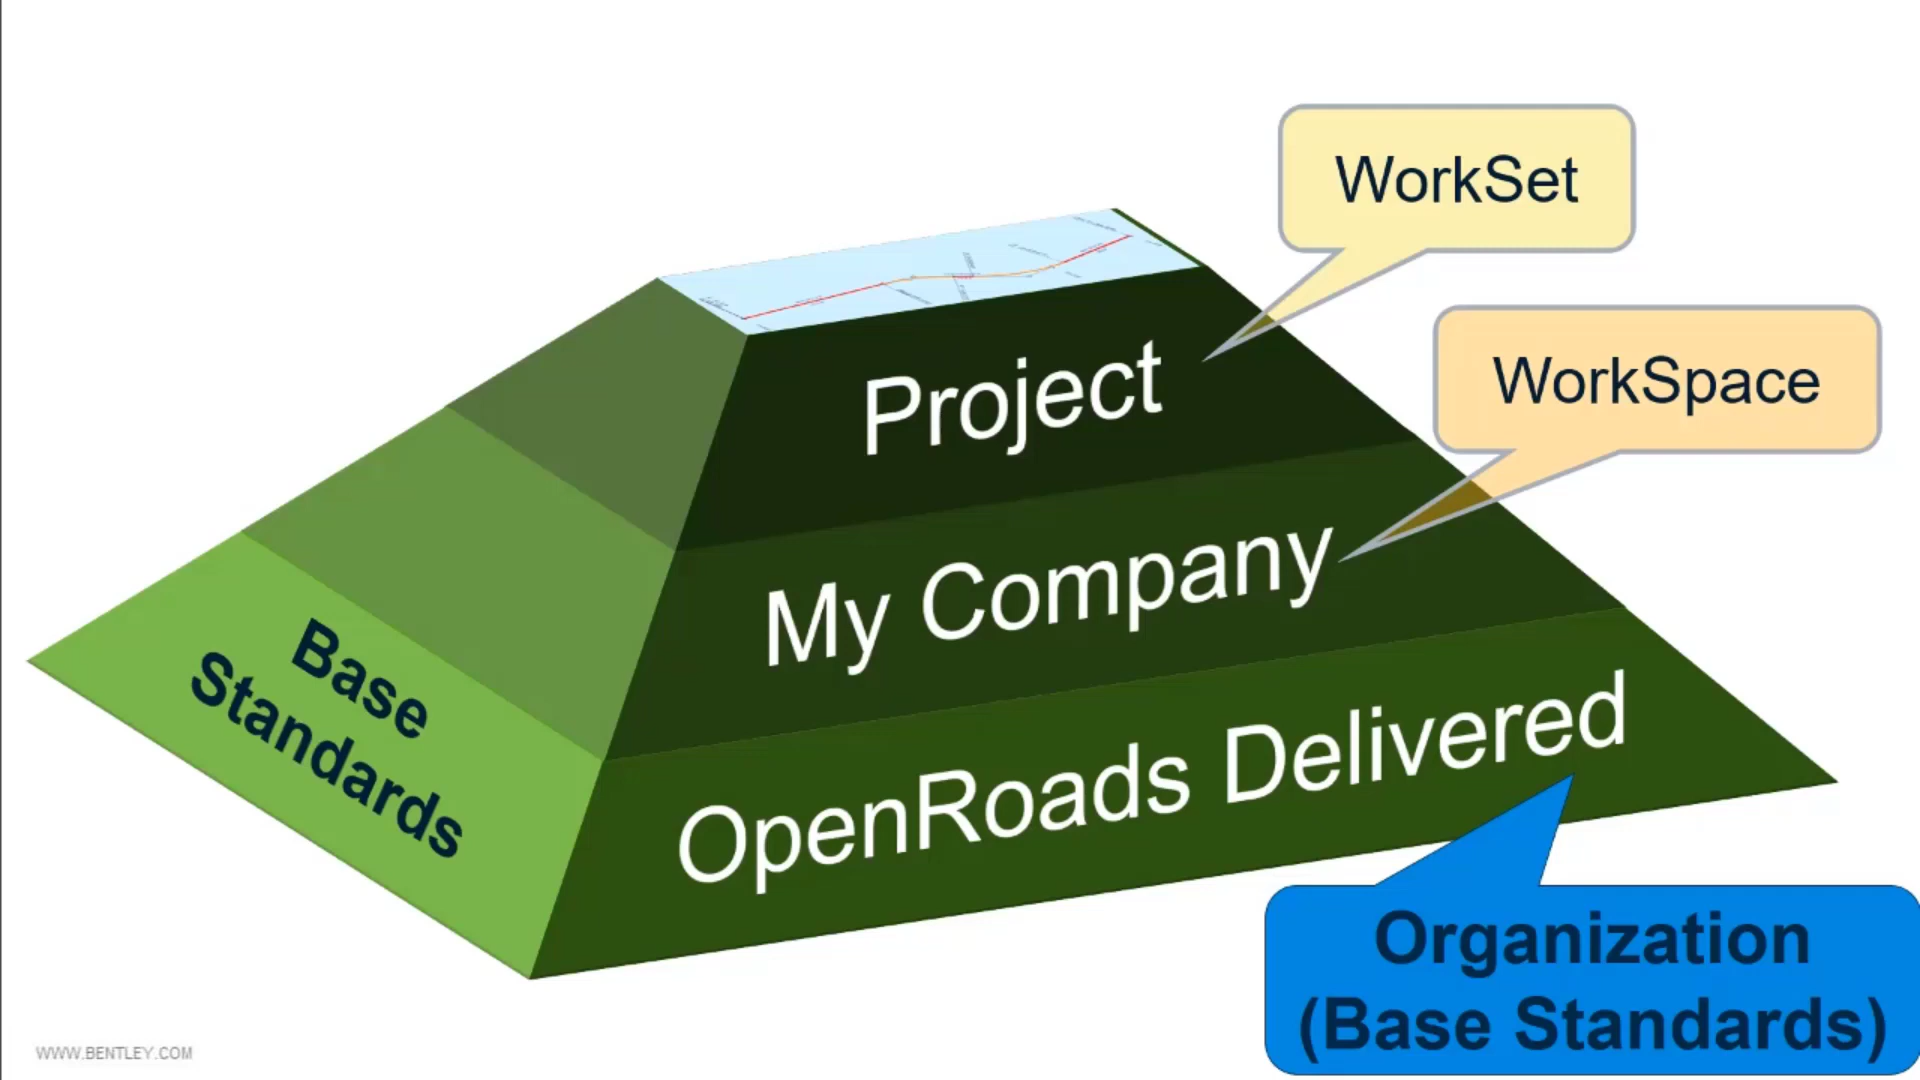 WorkSet
WorkSpace
Project
My Company
OpenRoads Delivered
Base
Standards
Organization
(Base Standards)
WWW.BENTLEY.COM